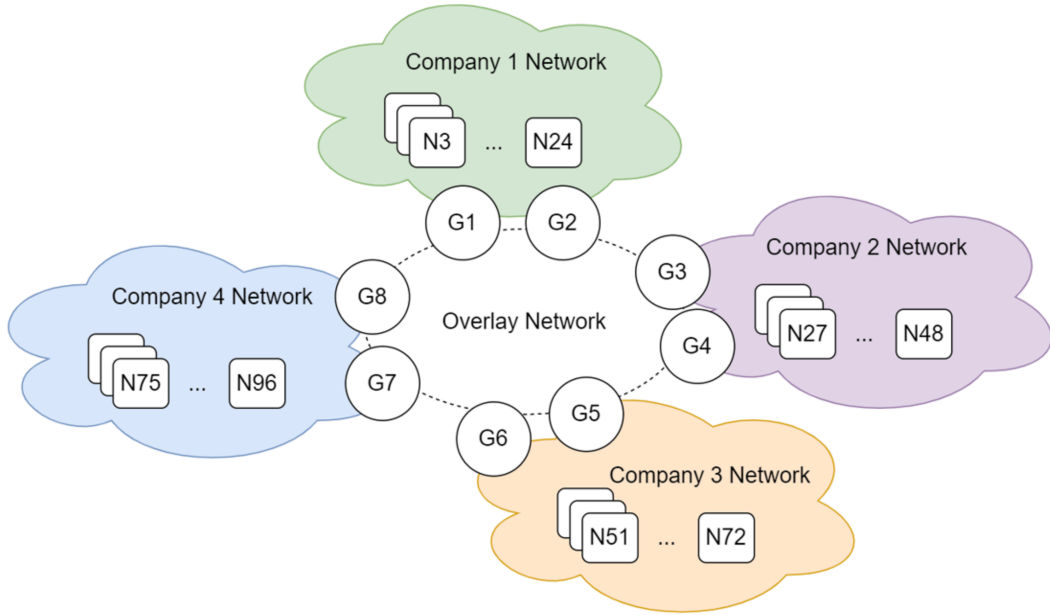 Company 1 Network
N3 ... N24
G1 G2
Company 2 Network
G3
Company 4 Network
G8
Overlay Network
N27 ... N48
G4
N75 ... N96
G7
G5
G6
Company 3 Network
N51 ... N72